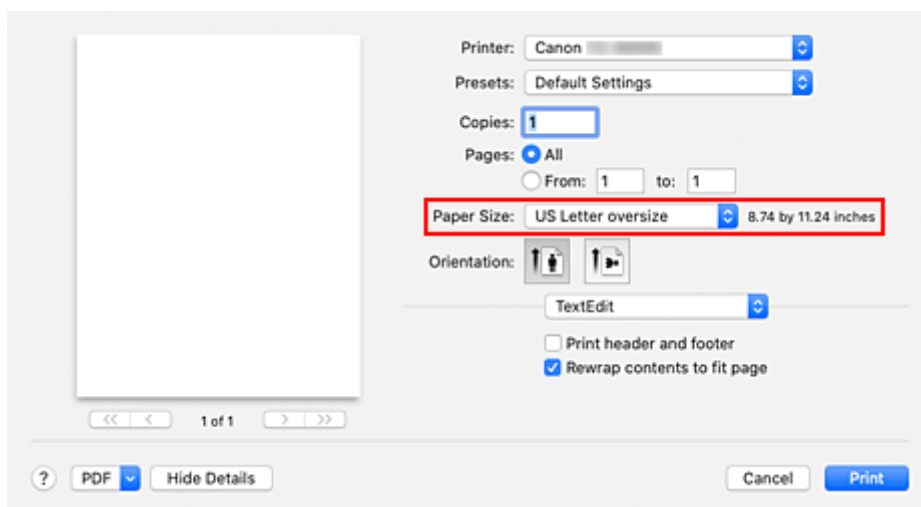 Printer: Canon
Presets: Default Settings
Copies: 1
Pages: All
From: 1 to: 1
Paper Size: US Letter oversize 8.74 by 11.24 inches
Orientation:
TextEdit
Print header and footer
Rewrap contents to fit page
<< < 1 of 1 > >>
? PDF Hide Details Cancel Print